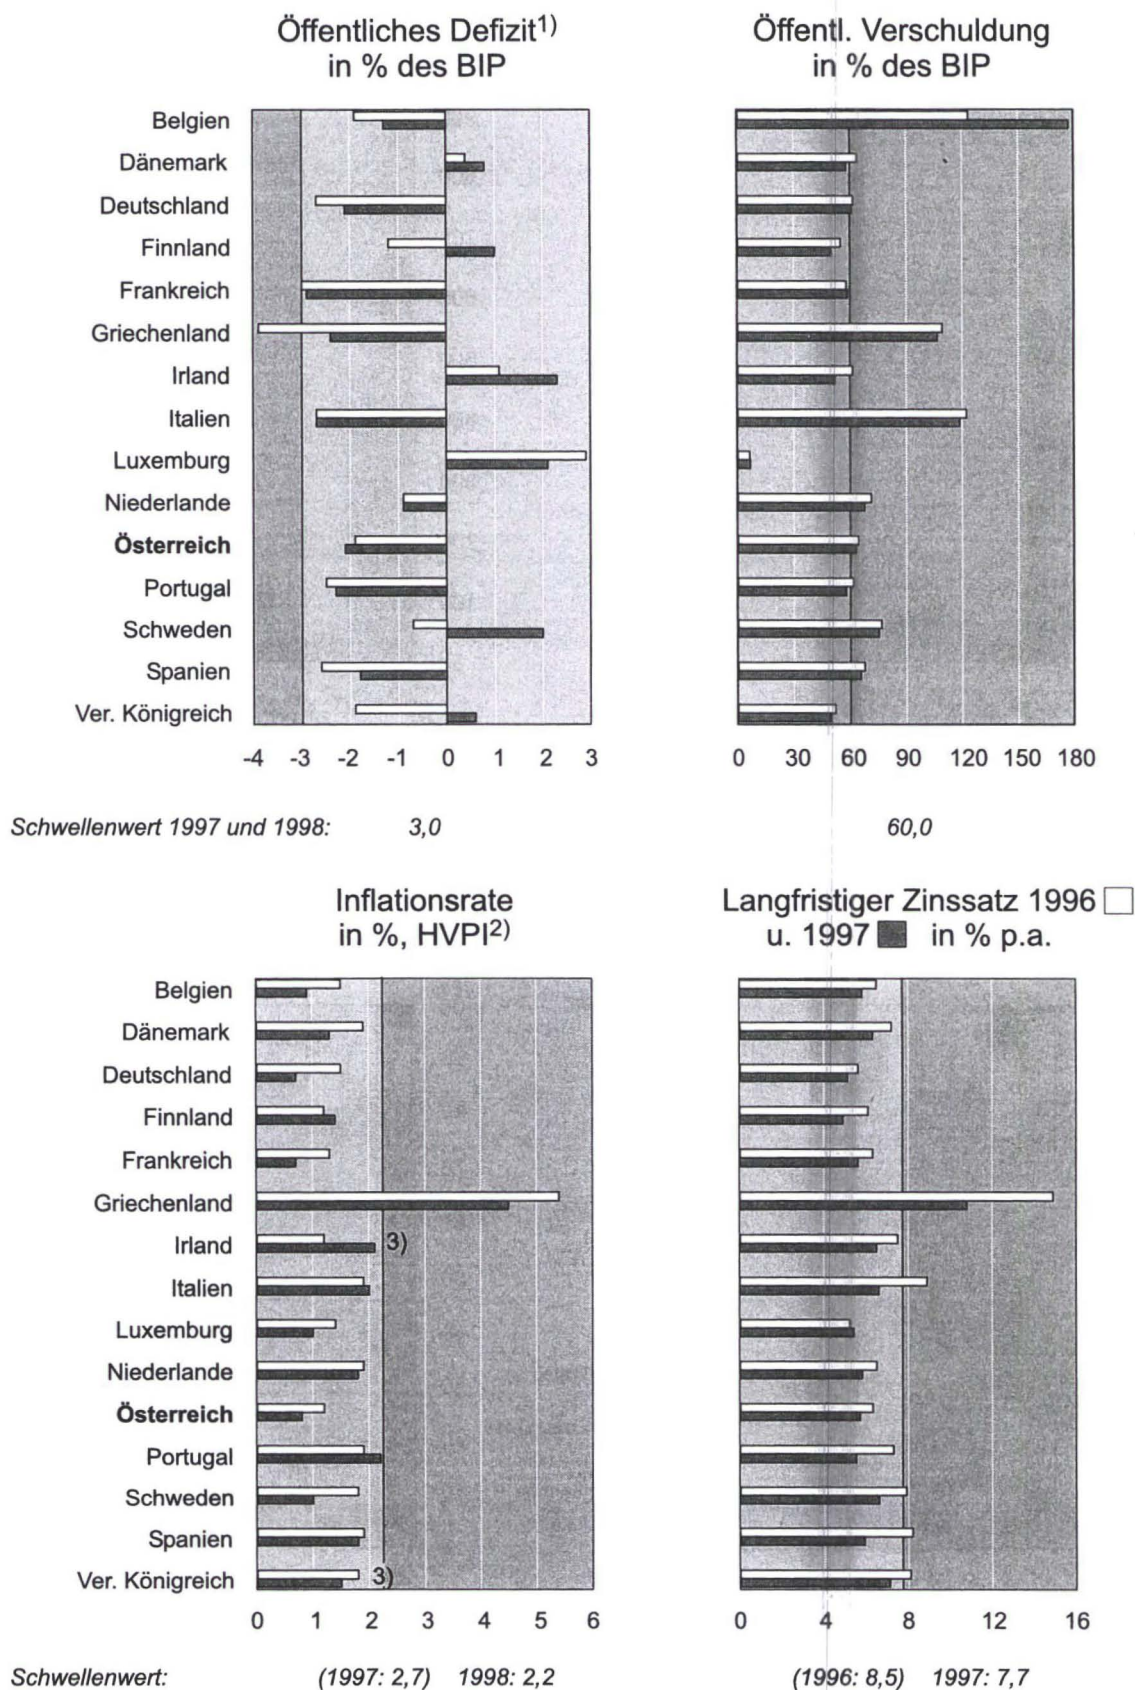 Öffentliches Defizit1)
in % des BIP
Öffentl. Verschuldung
in % des BIP
Belgien
Dänemark
Deutschland
Finnland
Frankreich
Griechenland
Irland
Italien
Luxemburg
Niederlande
Österreich
Portugal
Schweden
Spanien
Ver. Königreich
-4 -3 -2 -1 0 1 2 3
0 30 60 90 120 150 180
Schwellenwert 1997 und 1998: 3,0 60,0
Inflationsrate
in %, HVPI2)
Langfristiger Zinssatz 1996
u. 1997 in % p.a.
Belgien
Dänemark
Deutschland
Finnland
Frankreich
Griechenland
Irland 3)
Italien
Luxemburg
Niederlande
Österreich
Portugal
Schweden
Spanien
Ver. Königreich 3)
0 1 2 3 4 5 6
0 4 8 12 16
Schwellenwert: (1997: 2,7) 1998: 2,2 (1996: 8,5) 1997: 7,7